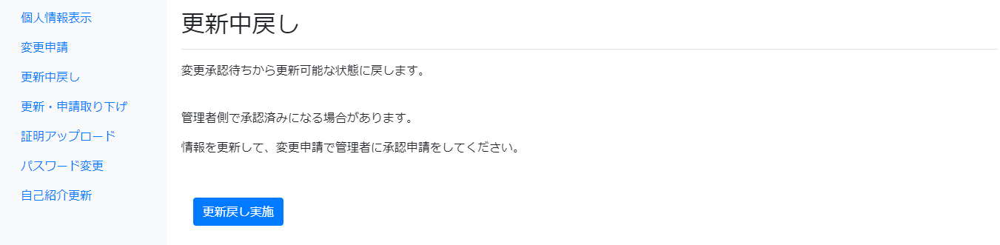 個人情報表示
変更申請
更新中戻し
更新・申請取り下げ
証明アップロード
パスワード変更
自己紹介更新
更新中戻し
変更承認待ちから更新可能な状態に戻します。
管理者側で承認済みになる場合があります。
情報を更新して、変更申請で管理者に承認申請をしてください。
更新戻し実施